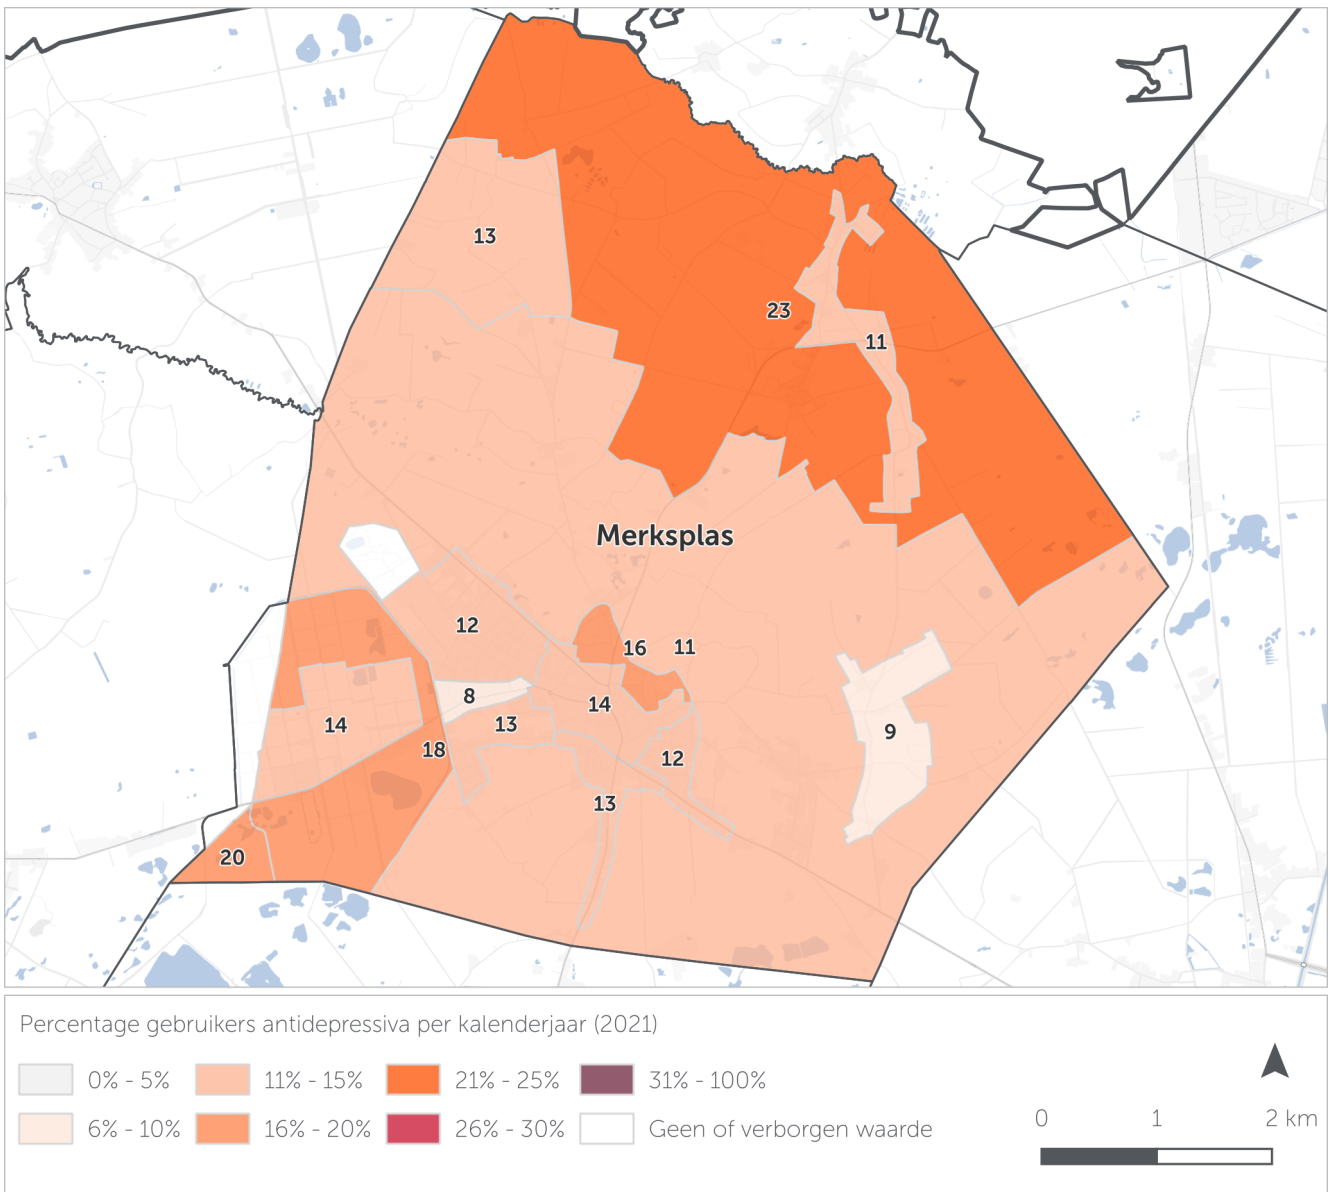 13
23
11
Merksplas
12
16
11
8
14
13
14
9
18
12
13
20
Percentage gebruikers antidepressiva per kalenderjaar (2021)
0% - 5%
11% - 15%
21% - 25%
31% - 100%
6% - 10%
16% - 20%
26% - 30%
Geen of verborgen waarde
0 1 2 km